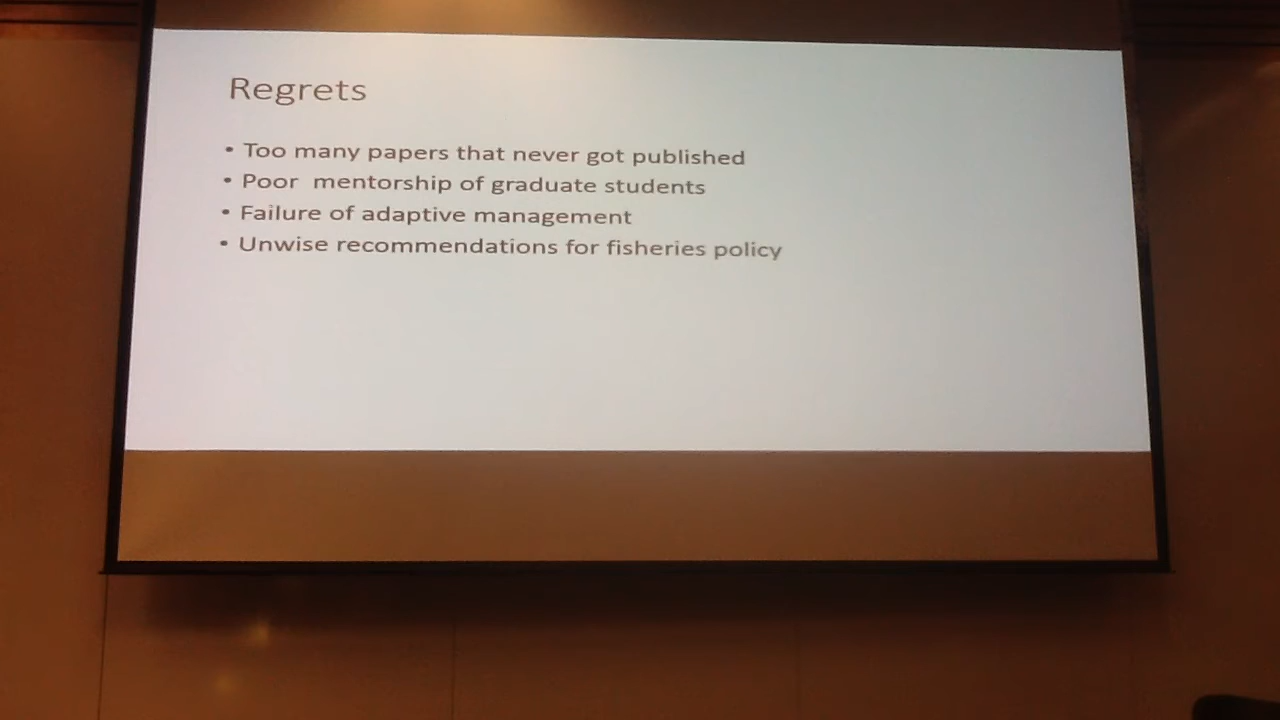 Regrets
• Too many papers that never got published
• Poor  mentorship of graduate students
• Failure of adaptive management
• Unwise recommendations for fisheries policy